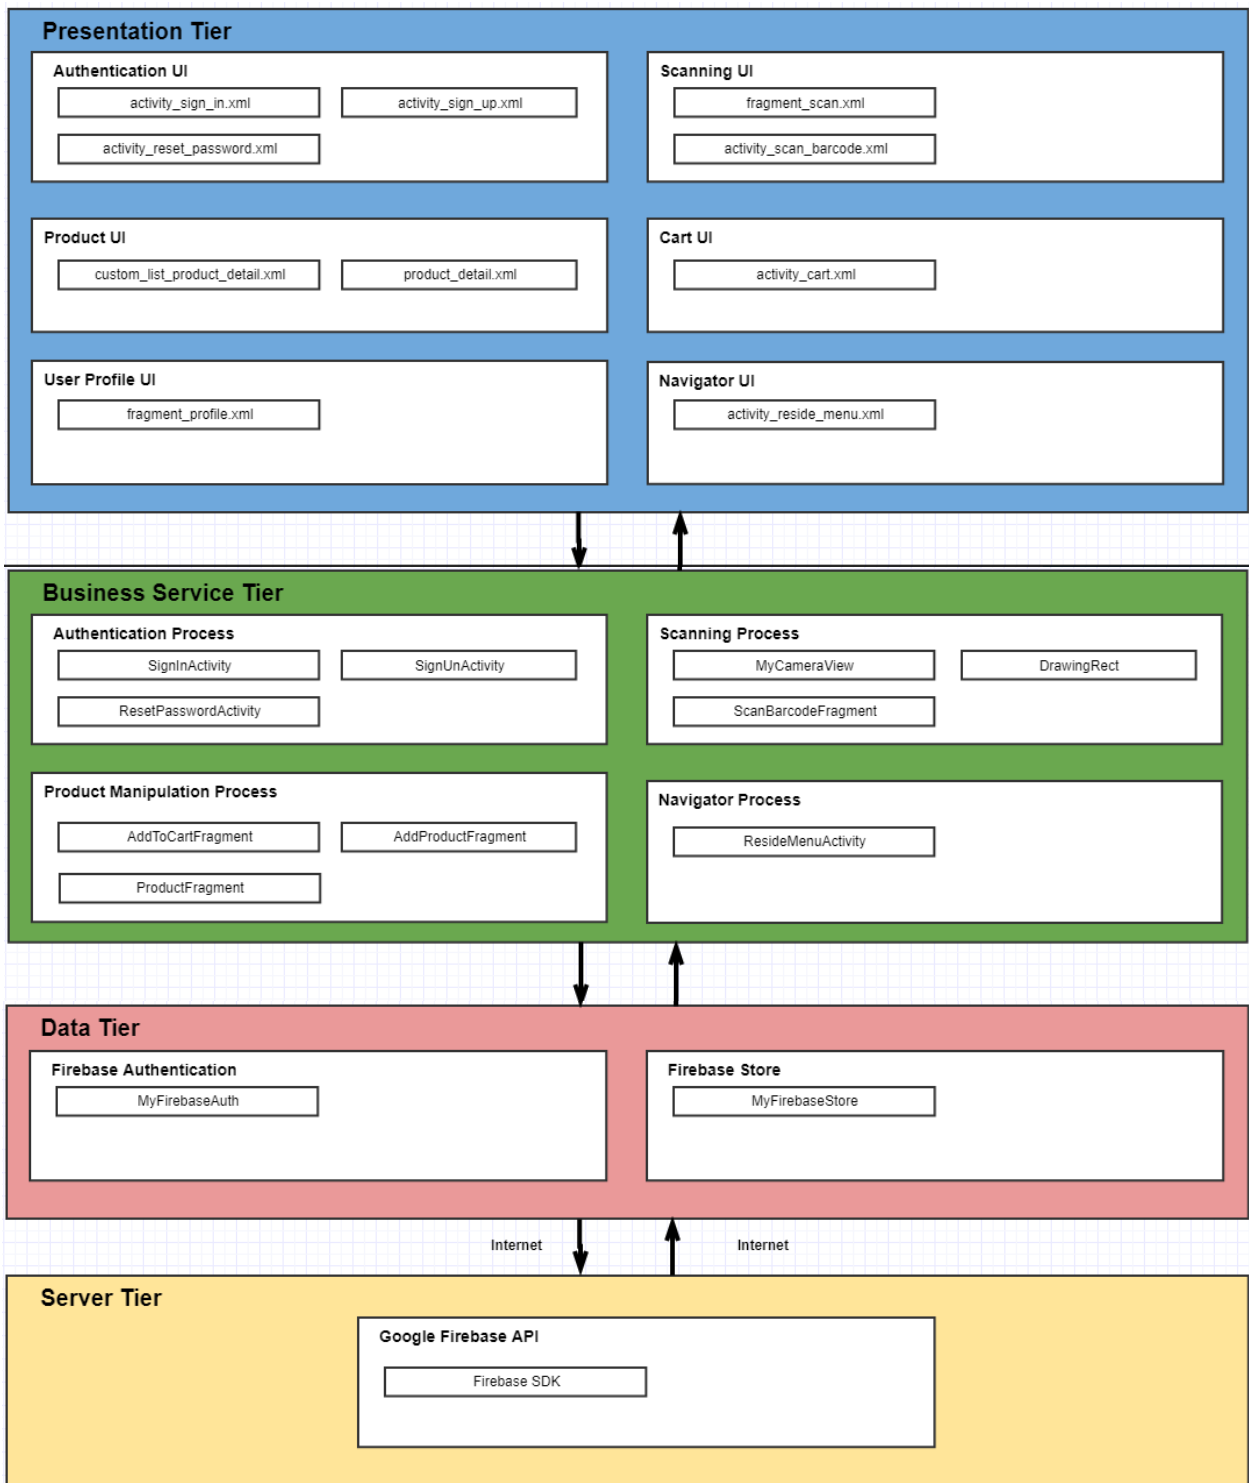 Presentation Tier
Authentication UI
activity_sign_in.xml
activity_sign_up.xml
activity_reset_password.xml
Scanning UI
fragment_scan.xml
activity_scan_barcode.xml
Product UI
custom_list_product_detail.xml
product_detail.xml
Cart UI
activity_cart.xml
User Profile UI
fragment_profile.xml
Navigator UI
activity_reside_menu.xml
Business Service Tier
Authentication Process
SignInActivity
SignUnActivity
ResetPasswordActivity
Scanning Process
MyCameraView
DrawingRect
ScanBarcodeFragment
Product Manipulation Process
AddToCartFragment
AddProductFragment
ProductFragment
Navigator Process
ResideMenuActivity
Data Tier
Firebase Authentication
MyFirebaseAuth
Firebase Store
MyFirebaseStore
Internet
Internet
Server Tier
Google Firebase API
Firebase SDK